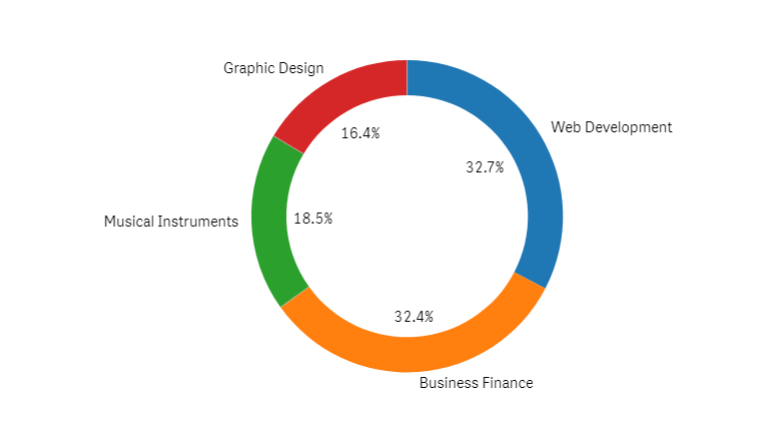 Graphic Design
Web Development
16.4%
32.7%
Musical Instruments
18.5%
32.4%
Business Finance